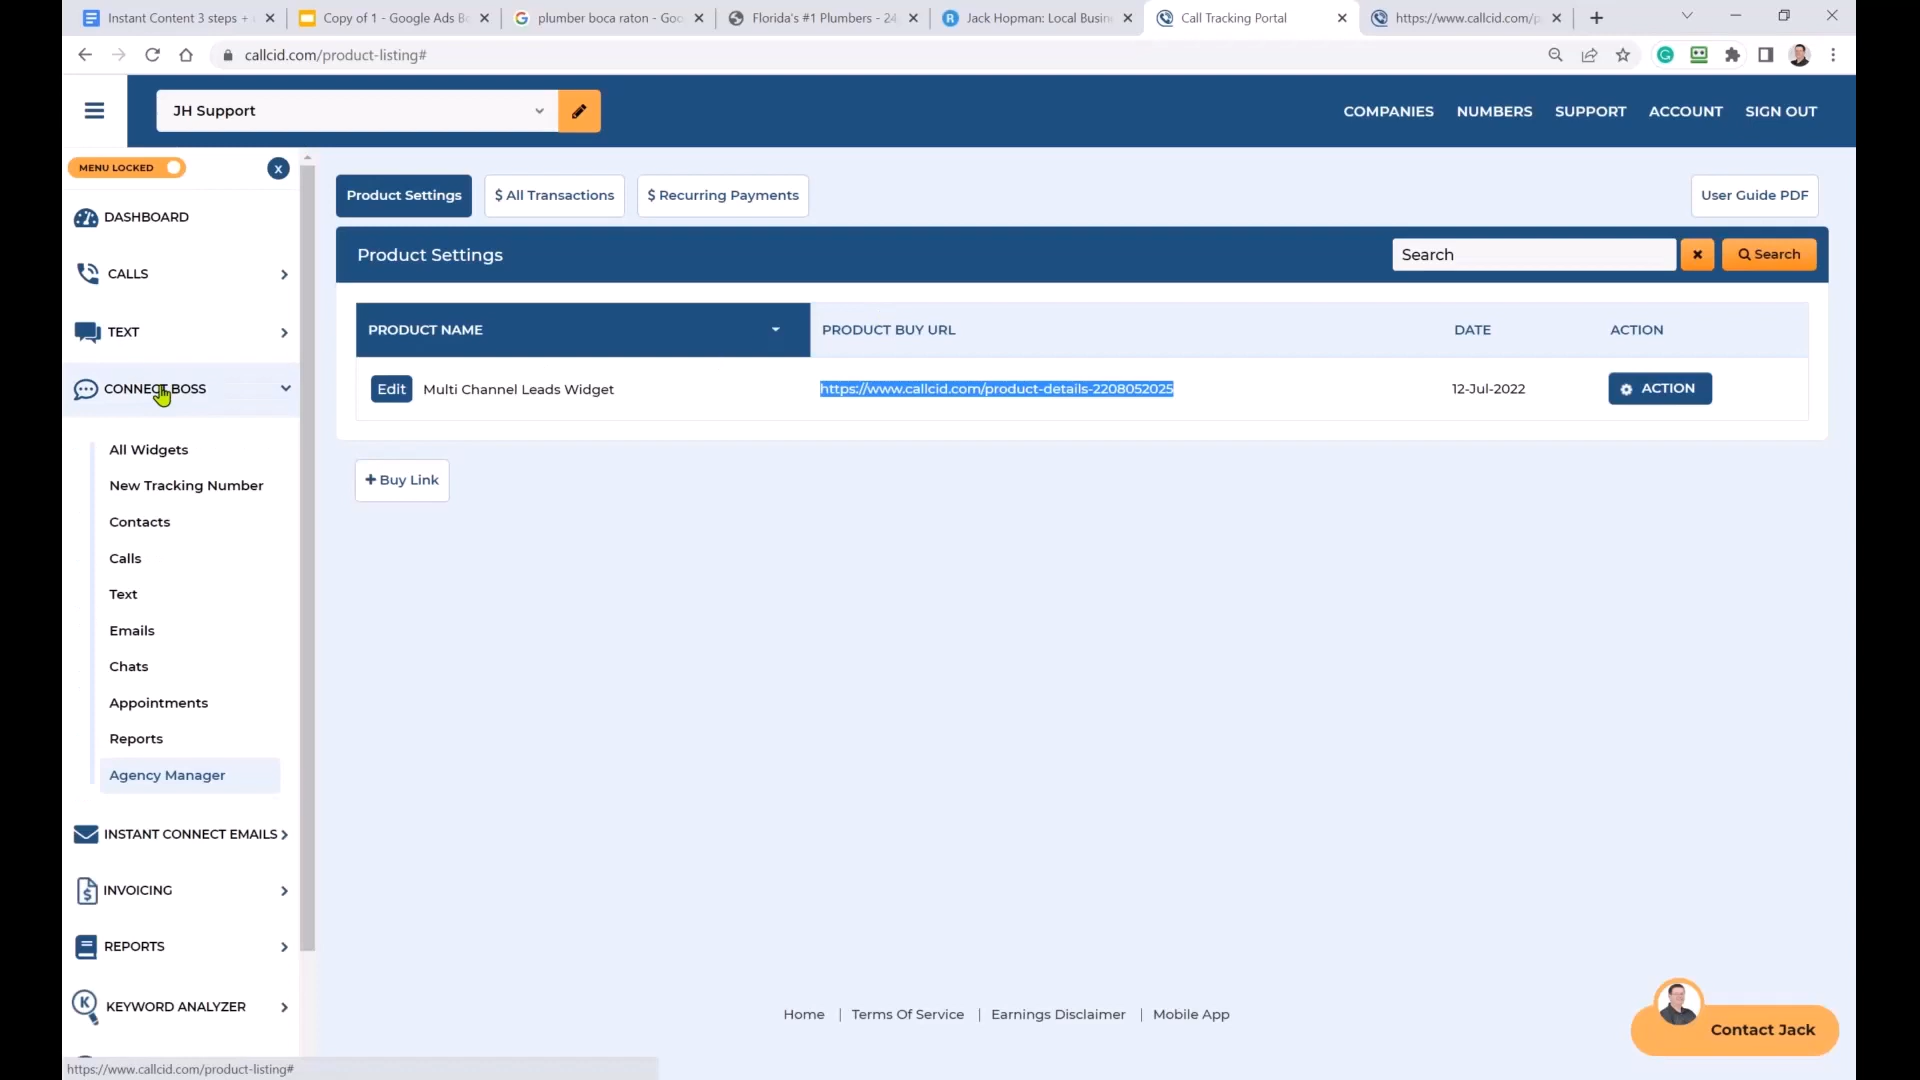 Instant Content 3 steps +
Copy of 1 - Google Ads B
plumber boca raton - Goo
Florida's #1 Plumbers - 24
Jack Hopman: Local Busin
Call Tracking Portal
https://www.callcid.com/p
callcid.com/product-listing#
JH Support
COMPANIES
NUMBERS
SUPPORT
ACCOUNT
SIGN OUT
MENU LOCKED
X
DASHBOARD
CALLS
TEXT
CONNECT BOSS
All Widgets
New Tracking Number
Contacts
Calls
Text
Emails
Chats
Appointments
Reports
Agency Manager
INSTANT CONNECT EMAILS
INVOICING
REPORTS
KEYWORD ANALYZER
Product Settings
$ All Transactions
$ Recurring Payments
User Guide PDF
Product Settings
Search
Search
PRODUCT NAME
PRODUCT BUY URL
DATE
ACTION
Edit
Multi Channel Leads Widget
https://www.callcid.com/product-details-2208052025
12-Jul-2022
ACTION
+ Buy Link
Home | Terms Of Service | Earnings Disclaimer | Mobile App
Contact Jack
https://www.callcid.com/product-listing#